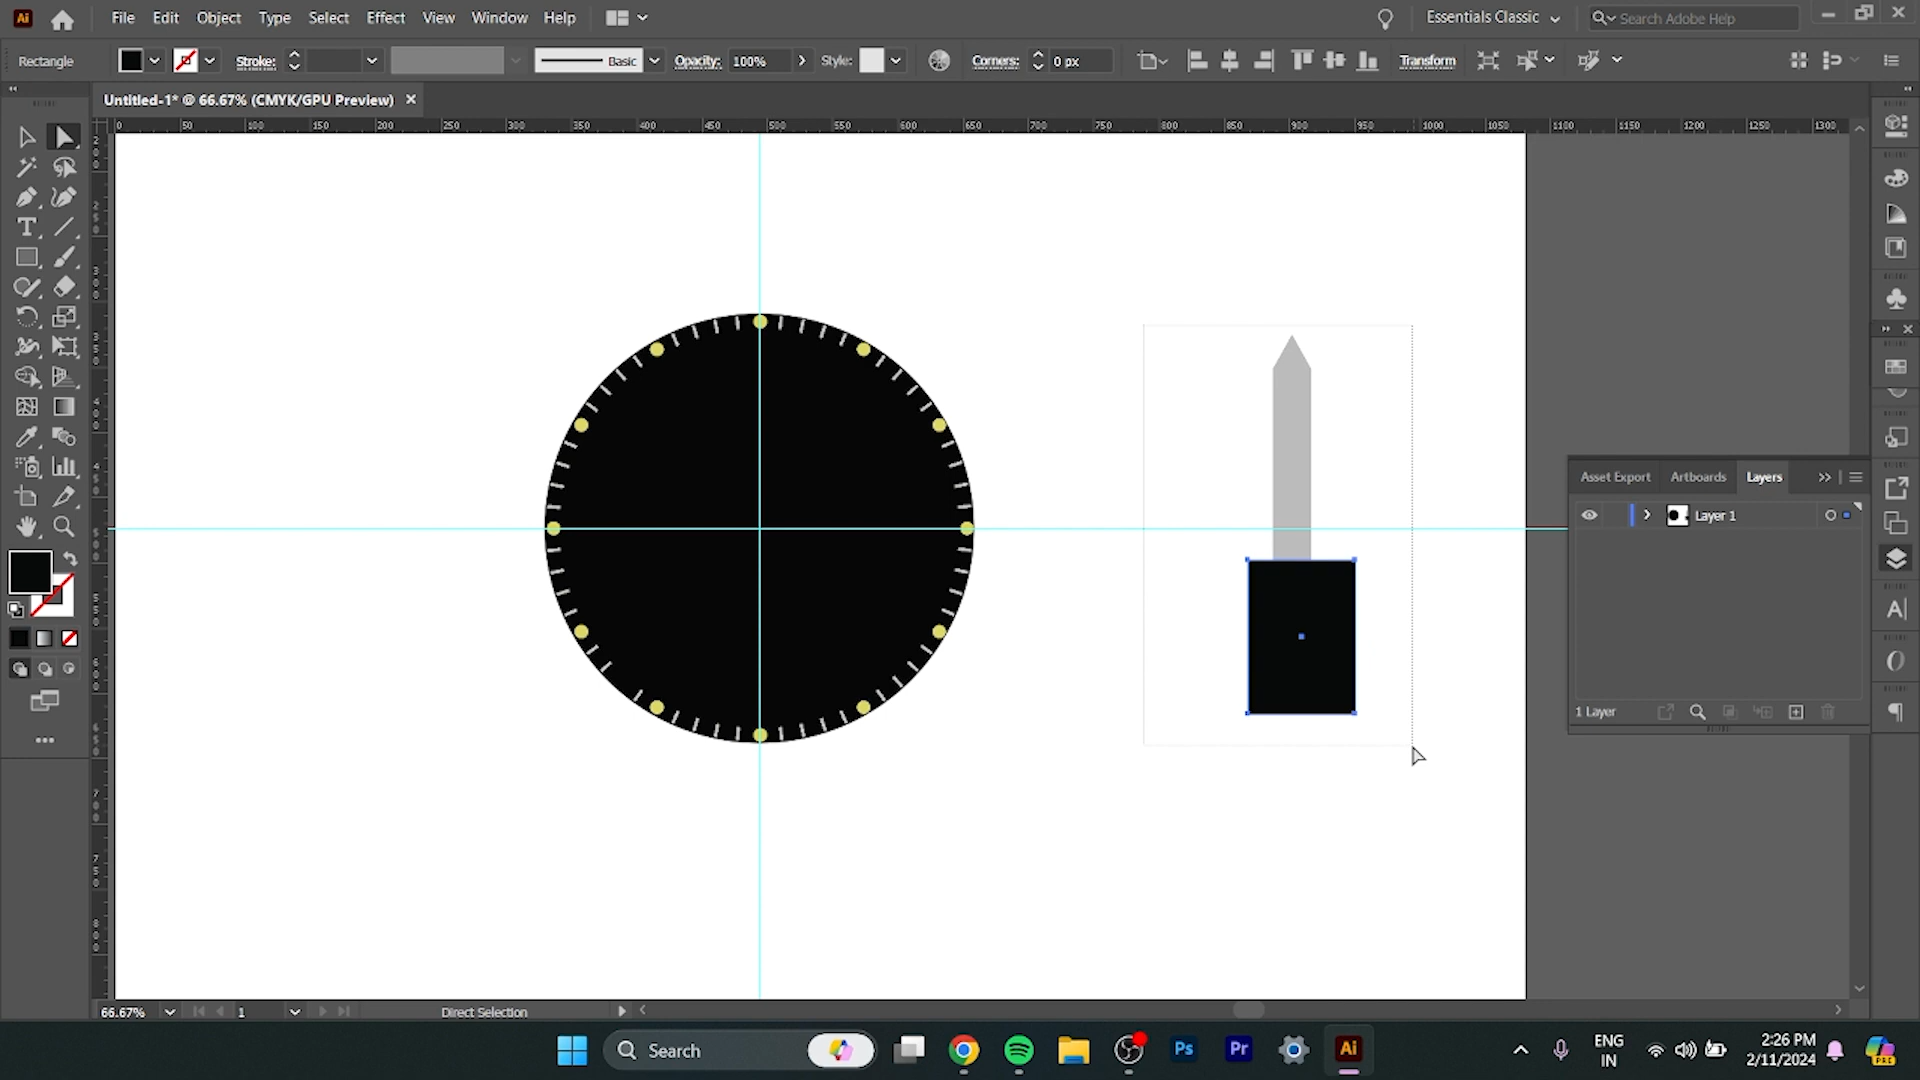 Ai File Edit Object Type Select Effect View Window Help Essentials Classic Search Adobe Help
Rectangle Stroke: Basic Opacity: 100% Style: Corners: 0 px Transform
Untitled-1* @ 66.67% (CMYK/GPU Preview)
0 50 100 150 200 250 300 350 400 450 500 550 600 650 700 750 800 850 900 950 1000 1050 1100 1150 1200 1250 1300
Asset Export Artboards Layers
Layer 1
1 Layer
66.67% 1 Direct Selection
Search Ps Pr Ai ENG IN 2:26 PM 2/11/2024 PRE